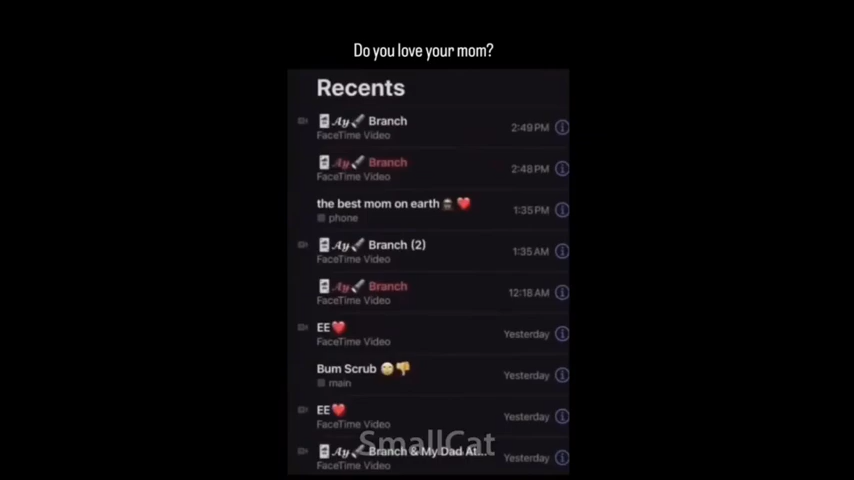 Do you love your mom?
Recents
🃏𝓐𝔂🚀 Branch
FaceTime Video
2:49 PM
🃏𝓐𝔂🚀 Branch
FaceTime Video
2:48 PM
the best mom on earth ❤️
phone
1:35 PM
🃏𝓐𝔂🚀 Branch (2)
FaceTime Video
1:35 AM
🃏𝓐𝔂🚀 Branch
FaceTime Video
12:18 AM
EE❤️
FaceTime Video
Yesterday
Bum Scrub 👎
main
Yesterday
EE❤️
FaceTime Video
Yesterday
🃏𝓐𝔂🚀 Branch & My Dad At...
FaceTime Video
Yesterday
SmallCat